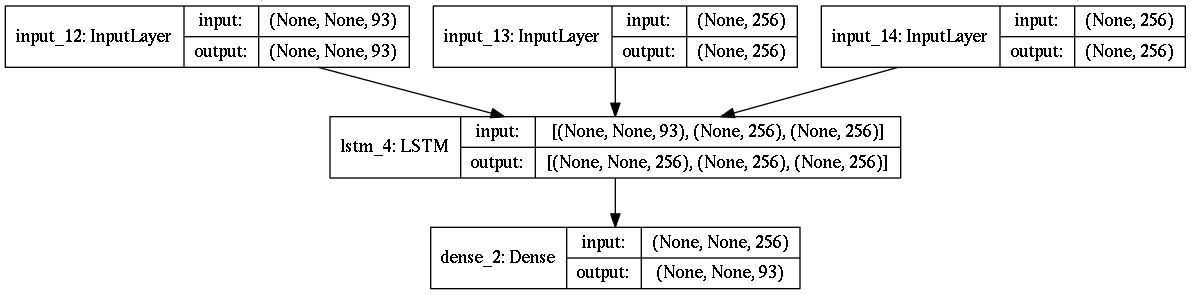 input_12: InputLayer
input: (None, None, 93)
output: (None, None, 93)
input_13: InputLayer
input: (None, 256)
output: (None, 256)
input_14: InputLayer
input: (None, 256)
output: (None, 256)
lstm_4: LSTM
input: [(None, None, 93), (None, 256), (None, 256)]
output: [(None, None, 256), (None, 256), (None, 256)]
dense_2: Dense
input: (None, None, 256)
output: (None, None, 93)